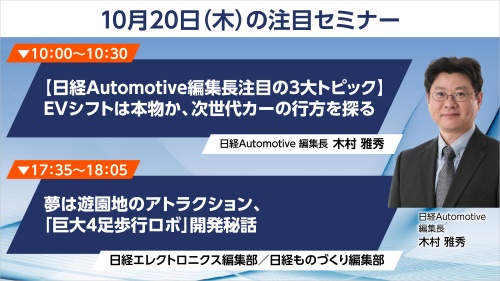 10月20日(木)の注目セミナー
▼10:00~10:30
【日経Automotive編集長注目の3大トピック】
EVシフトは本物か、次世代カーの行方を探る
日経Automotive 編集長 木村 雅秀
▼17:35~18:05
夢は遊園地のアトラクション、
「巨大4足歩行ロボ」開発秘話
日経エレクトロニクス編集部/日経ものづくり編集部
日経Automotive
編集長
木村 雅秀